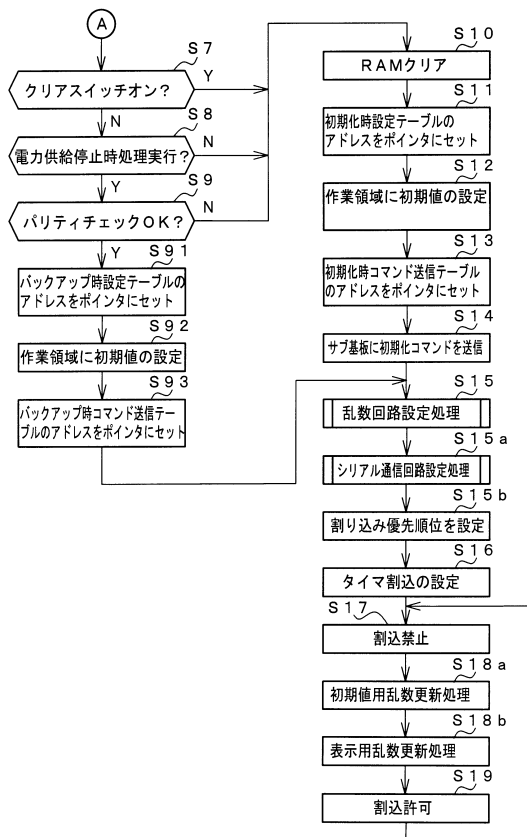 A
S7
クリアスイッチオン?
Y
N
S8
電力供給停止時処理実行?
N
Y
S9
パリティチェックOK?
N
Y
S91
バックアップ時設定テーブルの
アドレスをポインタにセット
S92
作業領域に初期値の設定
S93
バックアップ時コマンド送信テー
ブルのアドレスをポインタにセット
S10
RAMクリア
S11
初期化時設定テーブルの
アドレスをポインタにセット
S12
作業領域に初期値の設定
S13
初期化時コマンド送信テーブル
のアドレスをポインタにセット
S14
サブ基板に初期化コマンドを送信
S15
乱数回路設定処理
S15a
シリアル通信回路設定処理
S15b
割り込み優先順位を設定
S16
タイマ割込の設定
S17
割込禁止
S18a
初期値用乱数更新処理
S18b
表示用乱数更新処理
S19
割込許可